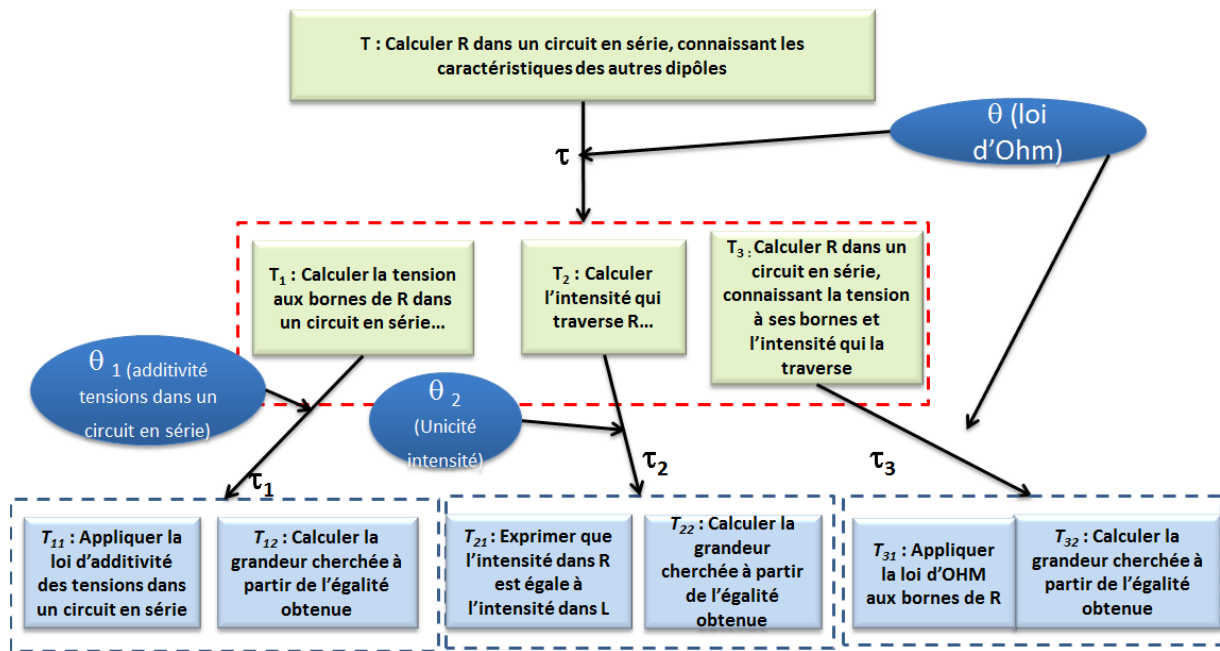 T : Calculer R dans un circuit en série, connaissant les
caractéristiques des autres dipôles
θ (loi
d’Ohm)
τ
T1 : Calculer la tension
aux bornes de R dans
un circuit en série…
T2 : Calculer
l’intensité qui
traverse R…
T3 : Calculer R dans un
circuit en série,
connaissant la tension
à ses bornes et
l’intensité qui la
traverse
θ 1 (additivité
tensions dans un
circuit en série)
θ 2
(Unicité
intensité)
τ1
τ2
τ3
T11 : Appliquer la
loi d’additivité
des tensions dans
un circuit en série
T12 : Calculer la
grandeur cherchée à
partir de l’égalité
obtenue
T21 : Exprimer que
l’intensité dans R
est égale à
l’intensité dans L
T22 : Calculer la
grandeur
cherchée à partir
de l’égalité
obtenue
T31 : Appliquer
la loi d’OHM
aux bornes de R
T32 : Calculer la
grandeur cherchée à
partir de l’égalité
obtenue